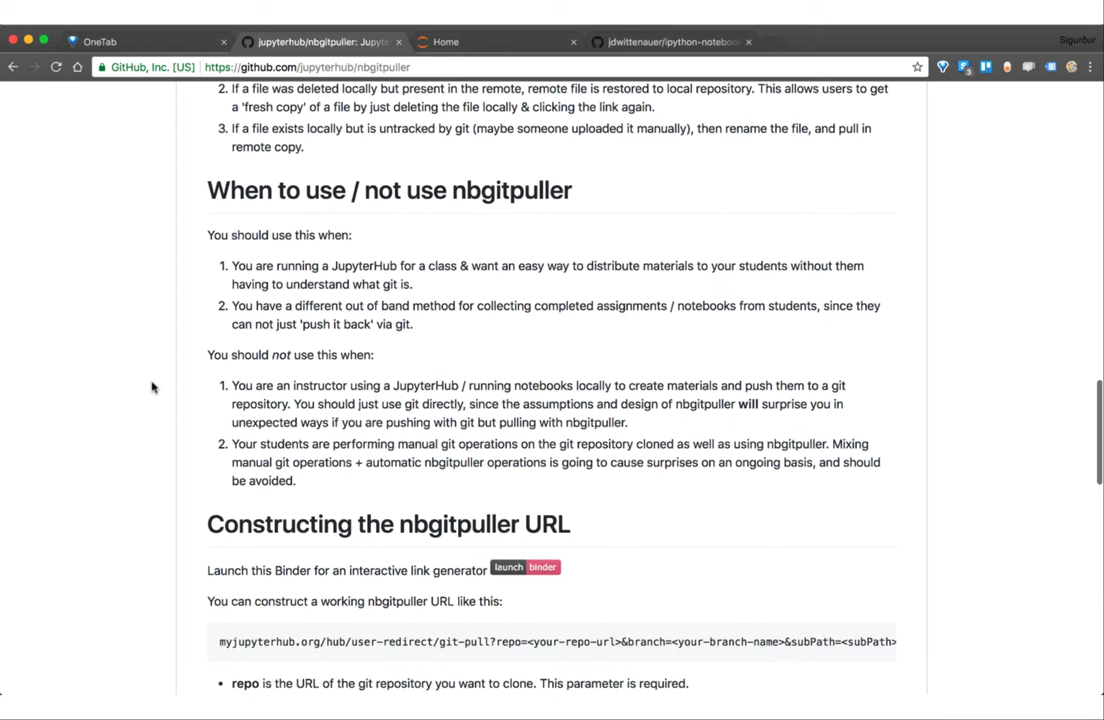 OneTab
jupyterhub/nbgitpuller: Jupyte
Home
jdwittenauer/ipython-notebook
Sigurður
GitHub, Inc. [US]
https://github.com/jupyterhub/nbgitpuller
2. If a file was deleted locally but present in the remote, remote file is restored to local repository. This allows users to get
a 'fresh copy' of a file by just deleting the file locally & clicking the link again.
3. If a file exists locally but is untracked by git (maybe someone uploaded it manually), then rename the file, and pull in
remote copy.
When to use / not use nbgitpuller
You should use this when:
1. You are running a JupyterHub for a class & want an easy way to distribute materials to your students without them
having to understand what git is.
2. You have a different out of band method for collecting completed assignments / notebooks from students, since they
can not just 'push it back' via git.
You should not use this when:
1. You are an instructor using a JupyterHub / running notebooks locally to create materials and push them to a git
repository. You should just use git directly, since the assumptions and design of nbgitpuller will surprise you in
unexpected ways if you are pushing with git but pulling with nbgitpuller.
2. Your students are performing manual git operations on the git repository cloned as well as using nbgitpuller. Mixing
manual git operations + automatic nbgitpuller operations is going to cause surprises on an ongoing basis, and should
be avoided.
Constructing the nbgitpuller URL
Launch this Binder for an interactive link generator launch binder
You can construct a working nbgitpuller URL like this:
myjupyterhub.org/hub/user-redirect/git-pull?repo=<your-repo-url>&branch=<your-branch-name>&subPath=<subPath>
• repo is the URL of the git repository you want to clone. This parameter is required.